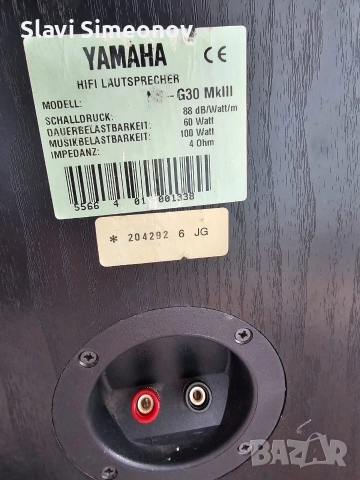 Slavi Simeonov
YAMAHA CE
HIFI LAUTSPRECHER
MODELL: -G30 MkIII
SCHALLDRUCK: 88 dB/Watt/m
DAUERBELASTBARKEIT: 60 Watt
MUSIKBELASTBARKEIT: 100 Watt
IMPEDANZ: 4 Ohm
5566 4 01 001338
* 204292 6 JG
BAZAR